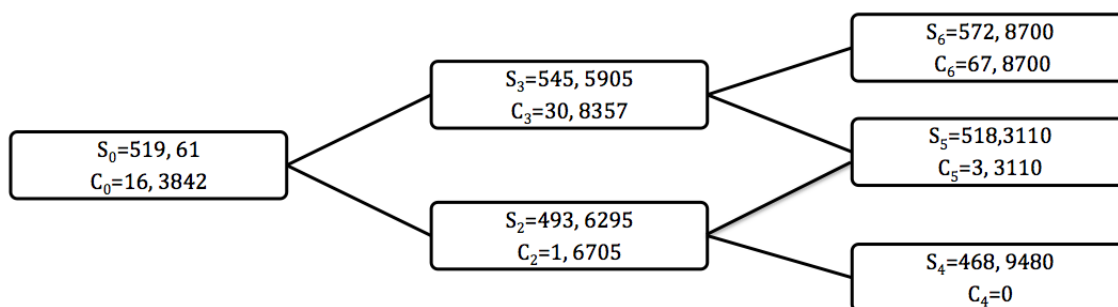 S₆=572, 8700
C₆=67, 8700
S₃=545, 5905
C₃=30, 8357
S₀=519, 61
C₀=16, 3842
S₅=518,3110
C₅=3, 3110
S₂=493, 6295
C₂=1, 6705
S₄=468, 9480
C₄=0